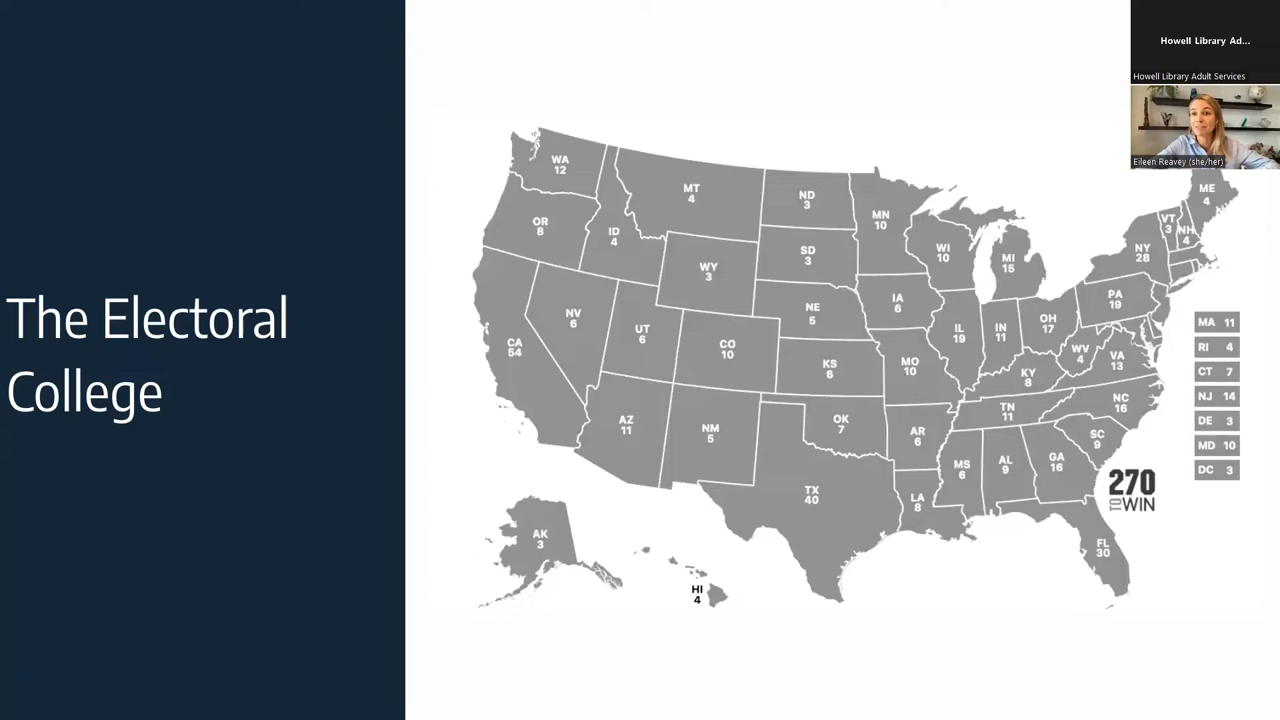 The Electoral
College
Howell Library Ad...
Howell Library Adult Services
Eileen Reavey (she/her)
WA
12
OR
8
CA
54
ID
4
NV
6
MT
4
WY
3
UT
6
AZ
11
CO
10
NM
5
ND
3
SD
3
NE
5
KS
6
OK
7
TX
40
MN
10
IA
6
MO
10
AR
6
LA
8
WI
10
IL
19
MI
15
IN
11
OH
17
KY
8
TN
11
MS
6
AL
9
GA
16
FL
30
SC
9
NC
16
VA
13
WV
4
PA
19
NY
28
VT
3
NH
4
ME
4
MA 11
RI 4
CT 7
NJ 14
DE 3
MD 10
DC 3
AK
3
HI
4
270
TO WIN